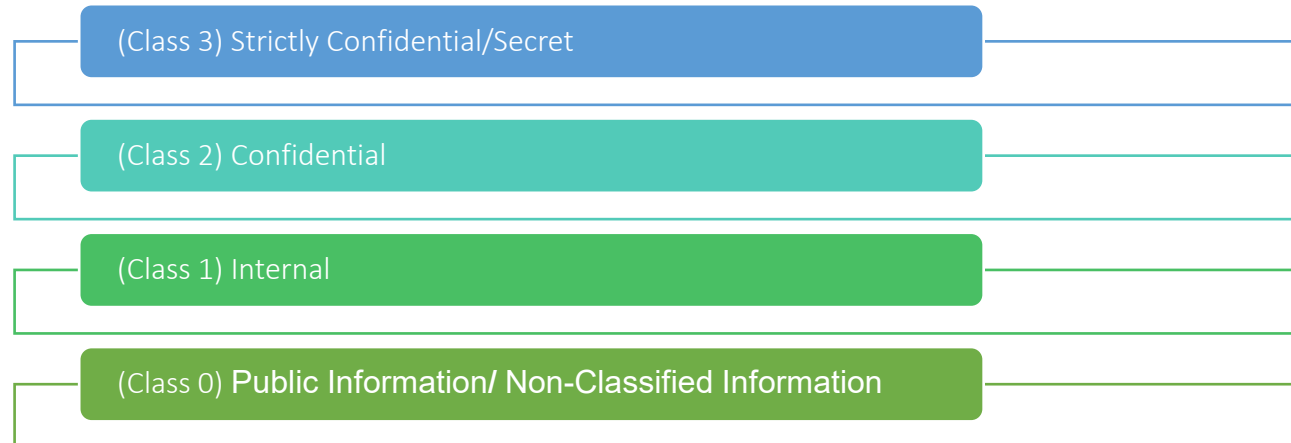 (Class 3) Strictly Confidential/Secret
(Class 2) Confidential
(Class 1) Internal
(Class 0) Public Information/ Non-Classified Information